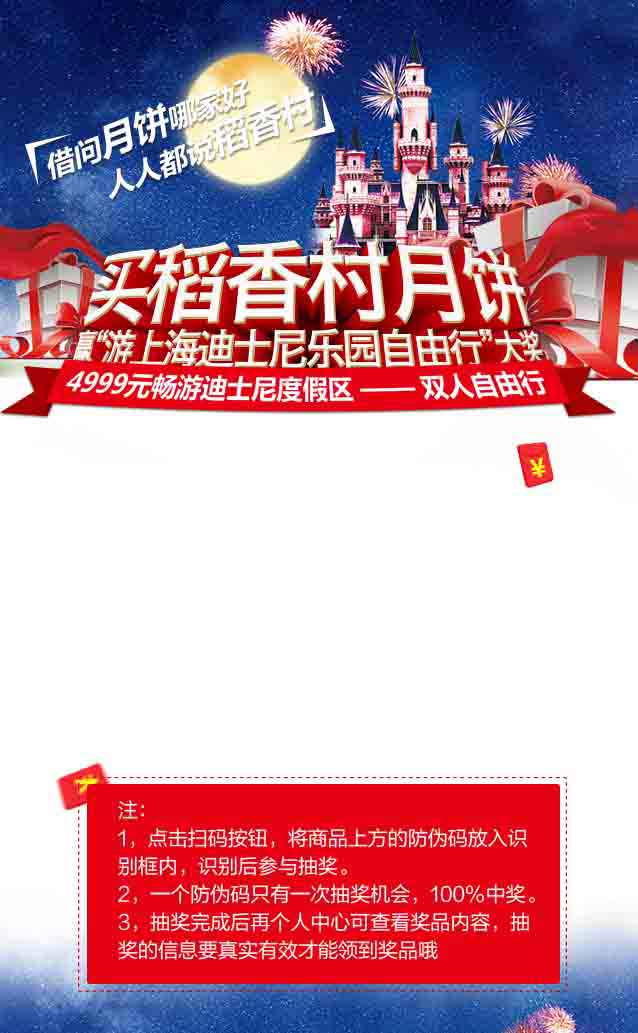 借问月饼哪家好
人人都说稻香村
买稻香村月饼
赢“游上海迪士尼乐园自由行”大奖
4999元畅游迪士尼度假区 —— 双人自由行
¥
注：
1，点击扫码按钮，将商品上方的防伪码放入识
别框内，识别后参与抽奖。
2，一个防伪码只有一次抽奖机会，100%中奖。
3，抽奖完成后再个人中心可查看奖品内容，抽
奖的信息要真实有效才能领到奖品哦